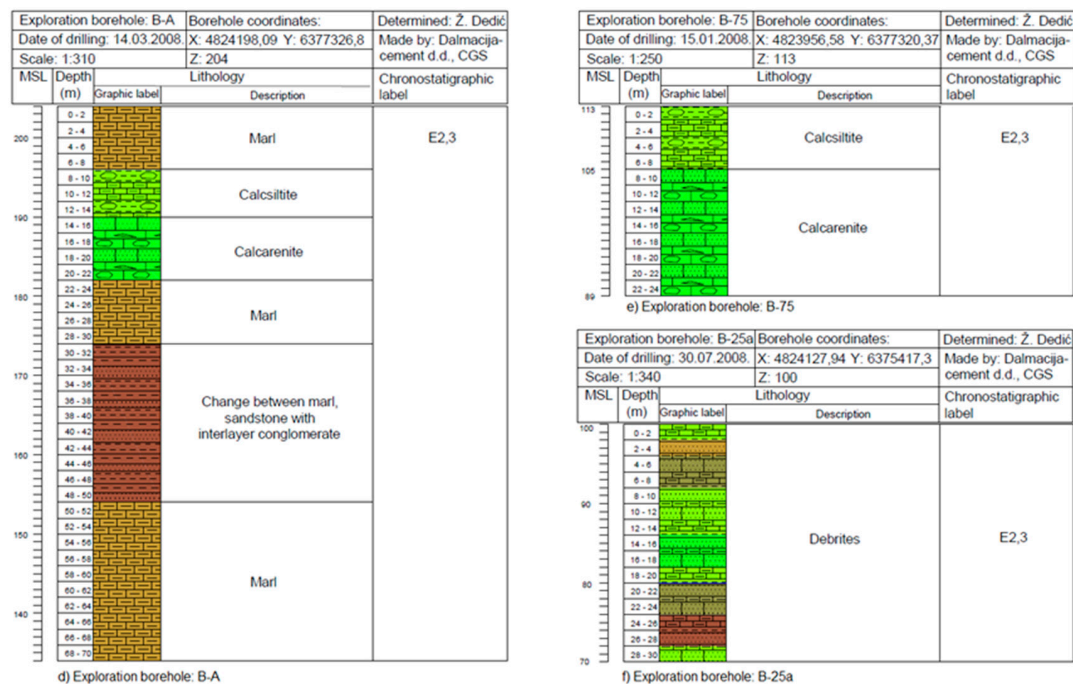 Exploration borehole: B-A
Borehole coordinates:
Determined: Ž. Dedić
Date of drilling: 14.03.2008.
X: 4824198,09 Y: 6377326,8
Made by: Dalmacija-
cement d.d., CGS
Scale: 1:310
Z: 204
MSL
Depth
(m)
Lithology
Graphic label
Description
Chronostatigraphic
label
200
190
180
170
160
150
140
0 - 2
2 - 4
4 - 6
6 - 8
8 - 10
10 - 12
12 - 14
14 - 16
16 - 18
18 - 20
20 - 22
22 - 24
24 - 26
26 - 28
28 - 30
30 - 32
32 - 34
34 - 36
36 - 38
38 - 40
40 - 42
42 - 44
44 - 46
46 - 48
48 - 50
50 - 52
52 - 54
54 - 56
56 - 58
58 - 60
60 - 62
62 - 64
64 - 66
66 - 68
68 - 70
Marl
Calcsiltite
Calcarenite
Marl
Change between marl,
sandstone with
interlayer conglomerate
Marl
E2,3
d) Exploration borehole: B-A
Exploration borehole: B-75
Borehole coordinates:
Determined: Ž. Dedić
Date of drilling: 15.01.2008.
X: 4823956,58 Y: 6377320,37
Made by: Dalmacija-
cement d.d., CGS
Scale: 1:250
Z: 113
MSL
Depth
(m)
Lithology
Graphic label
Description
Chronostatigraphic
label
113
105
89
0 - 2
2 - 4
4 - 6
6 - 8
8 - 10
10 - 12
12 - 14
14 - 16
16 - 18
18 - 20
20 - 22
22 - 24
Calcsiltite
Calcarenite
E2,3
e) Exploration borehole: B-75
Exploration borehole: B-25a
Borehole coordinates:
Determined: Ž. Dedić
Date of drilling: 30.07.2008.
X: 4824127,94 Y: 6375417,3
Made by: Dalmacija-
cement d.d., CGS
Scale: 1:340
Z: 100
MSL
Depth
(m)
Lithology
Graphic label
Description
Chronostatigraphic
label
100
90
80
70
0 - 2
2 - 4
4 - 6
6 - 8
8 - 10
10 - 12
12 - 14
14 - 16
16 - 18
18 - 20
20 - 22
22 - 24
24 - 26
26 - 28
28 - 30
Debrites
E2,3
f) Exploration borehole: B-25a